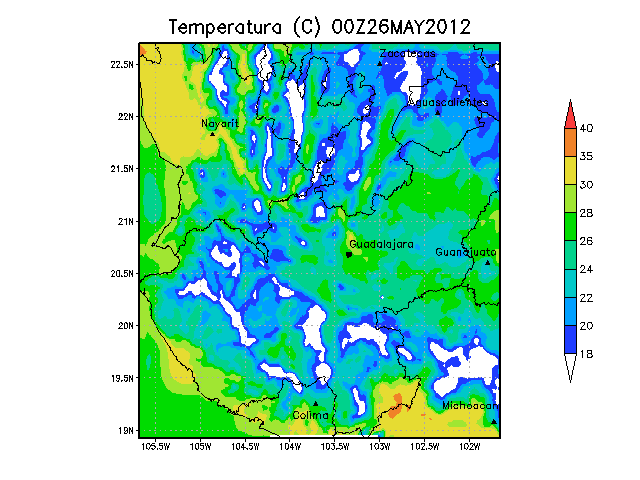 Temperatura (C) 00Z26MAY2012
Zacatecas
22.5N
40
Aguascalientes
22N
Nayarit
35
21.5N
30
28
21N
26
Guadalajara
Guanajuato
24
20.5N
22
20N
20
18
19.5N
Michoacan
Colima
19N
105.5W 105W 104.5W 104W 103.5W 103W 102.5W 102W